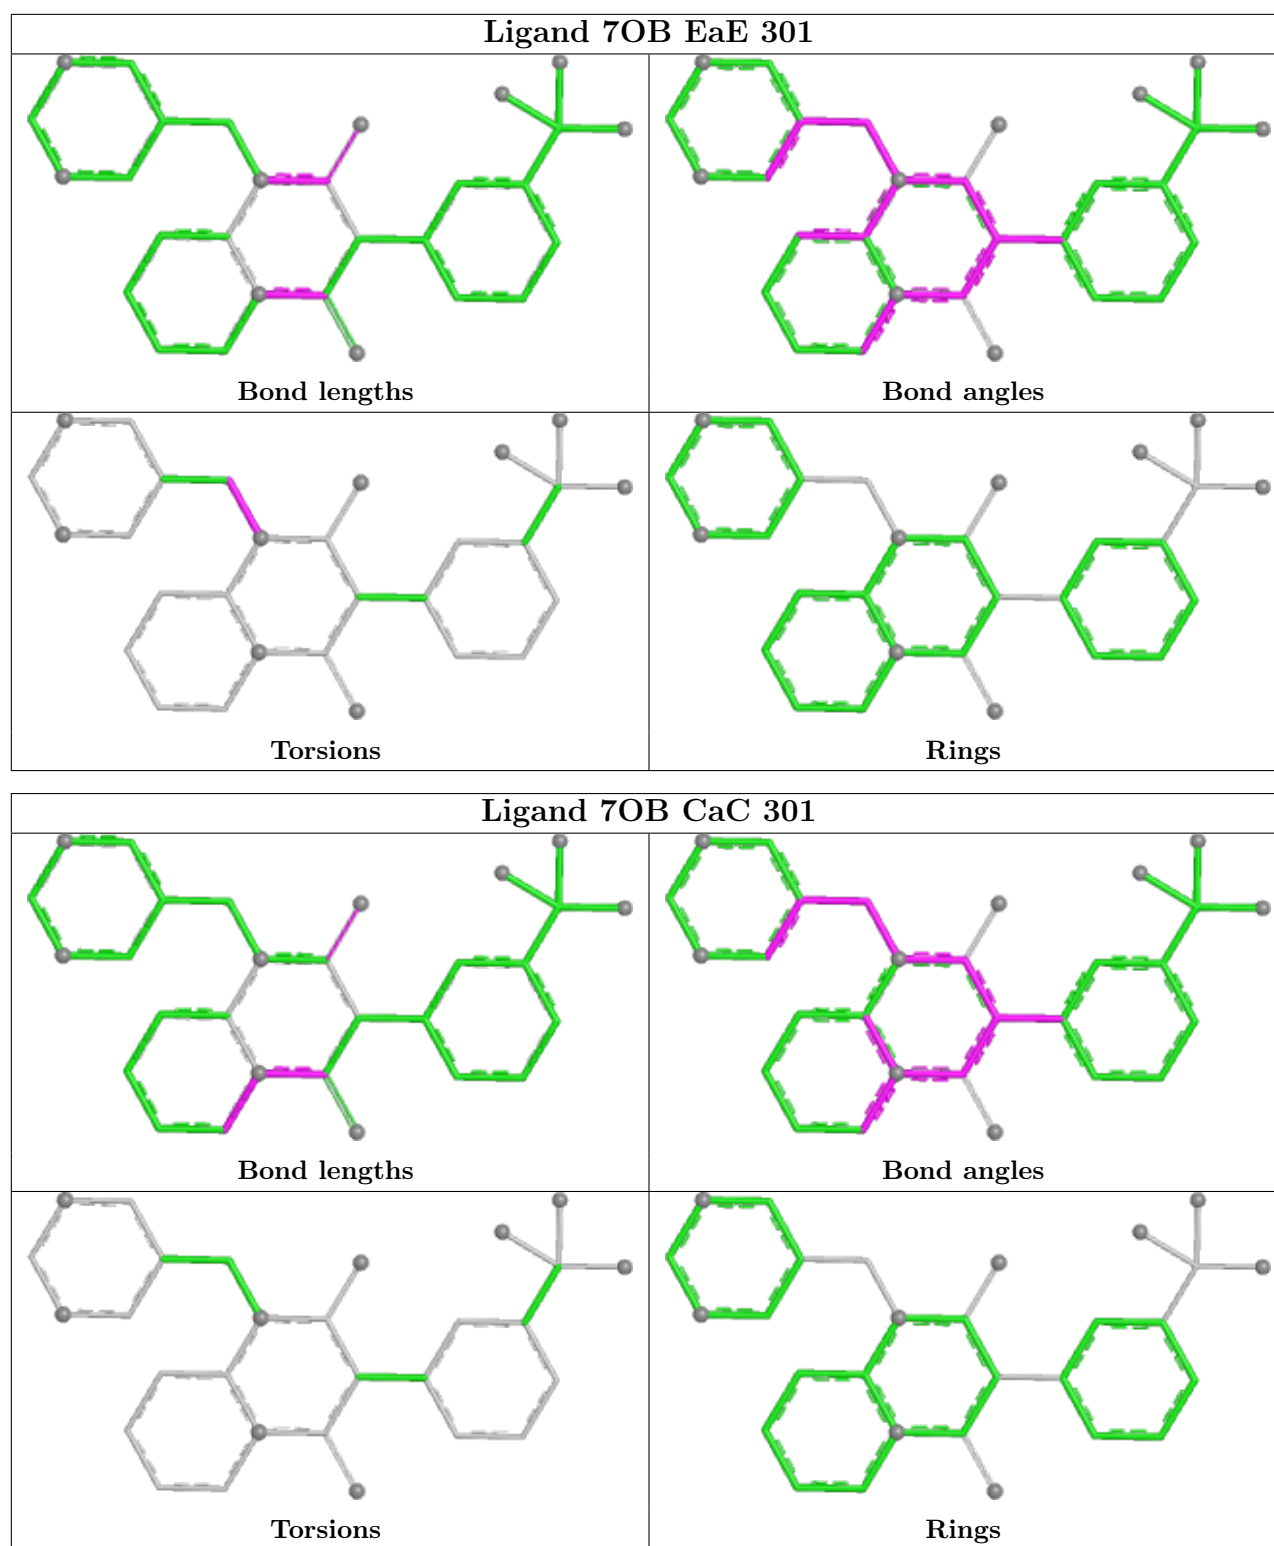 Ligand 7OB EaE 301
Bond lengths
Bond angles
Torsions
Rings
Ligand 7OB CaC 301
Bond lengths
Bond angles
Torsions
Rings